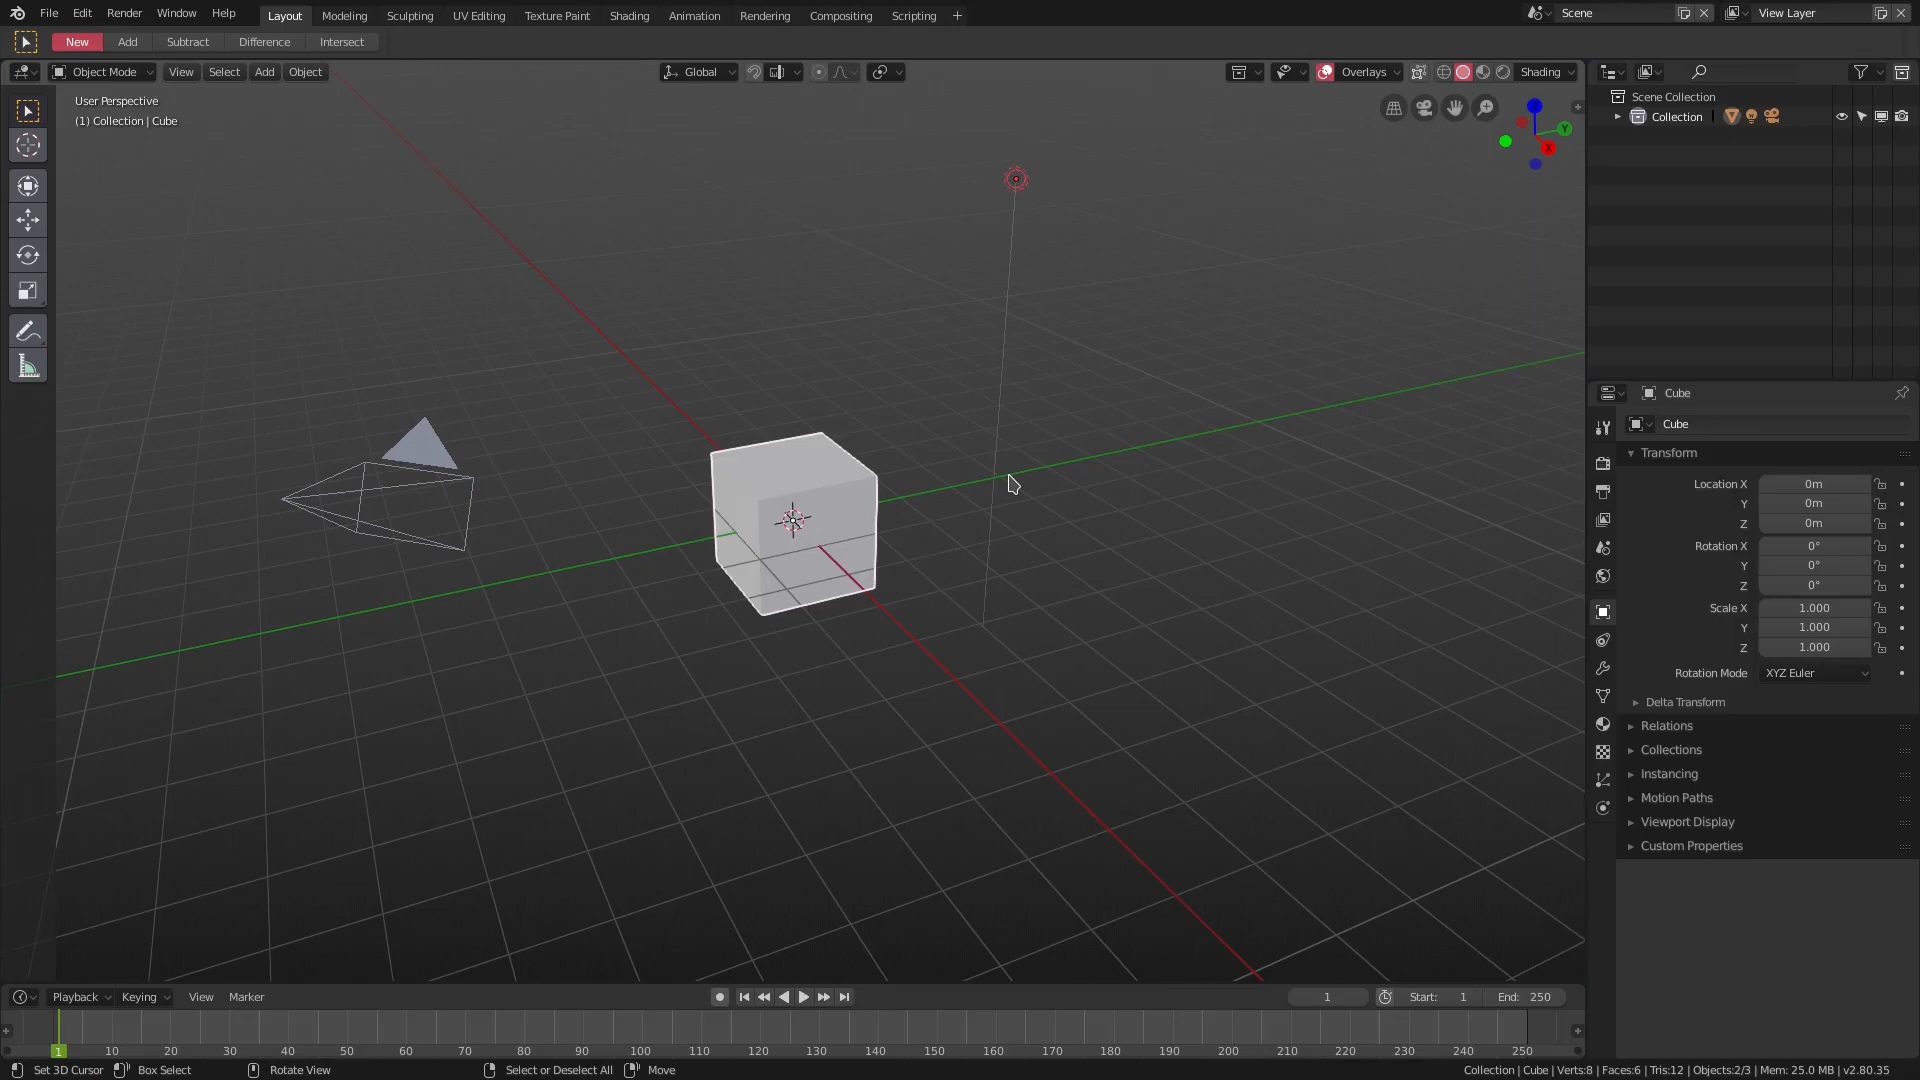 File Edit Render Window Help Layout Modeling Sculpting UV Editing Texture Paint Shading Animation Rendering Compositing Scripting + Scene View Layer
New Add Subtract Difference Intersect
Object Mode View Select Add Object Global Overlays Shading
User Perspective
(1) Collection | Cube
Z
Y
X
Scene Collection
Collection
Cube
Cube
Transform
Location X 0m
Y 0m
Z 0m
Rotation X 0°
Y 0°
Z 0°
Scale X 1.000
Y 1.000
Z 1.000
Rotation Mode XYZ Euler
Delta Transform
Relations
Collections
Instancing
Motion Paths
Viewport Display
Custom Properties
Playback Keying View Marker 1 Start: 1 End: 250
1 10 20 30 40 50 60 70 80 90 100 110 120 130 140 150 160 170 180 190 200 210 220 230 240 250
Set 3D Cursor Box Select Rotate View Select or Deselect All Move Collection | Cube | Verts:8 | Faces:6 | Tris:12 | Objects:2/3 | Mem: 25.0 MB | v2.80.35